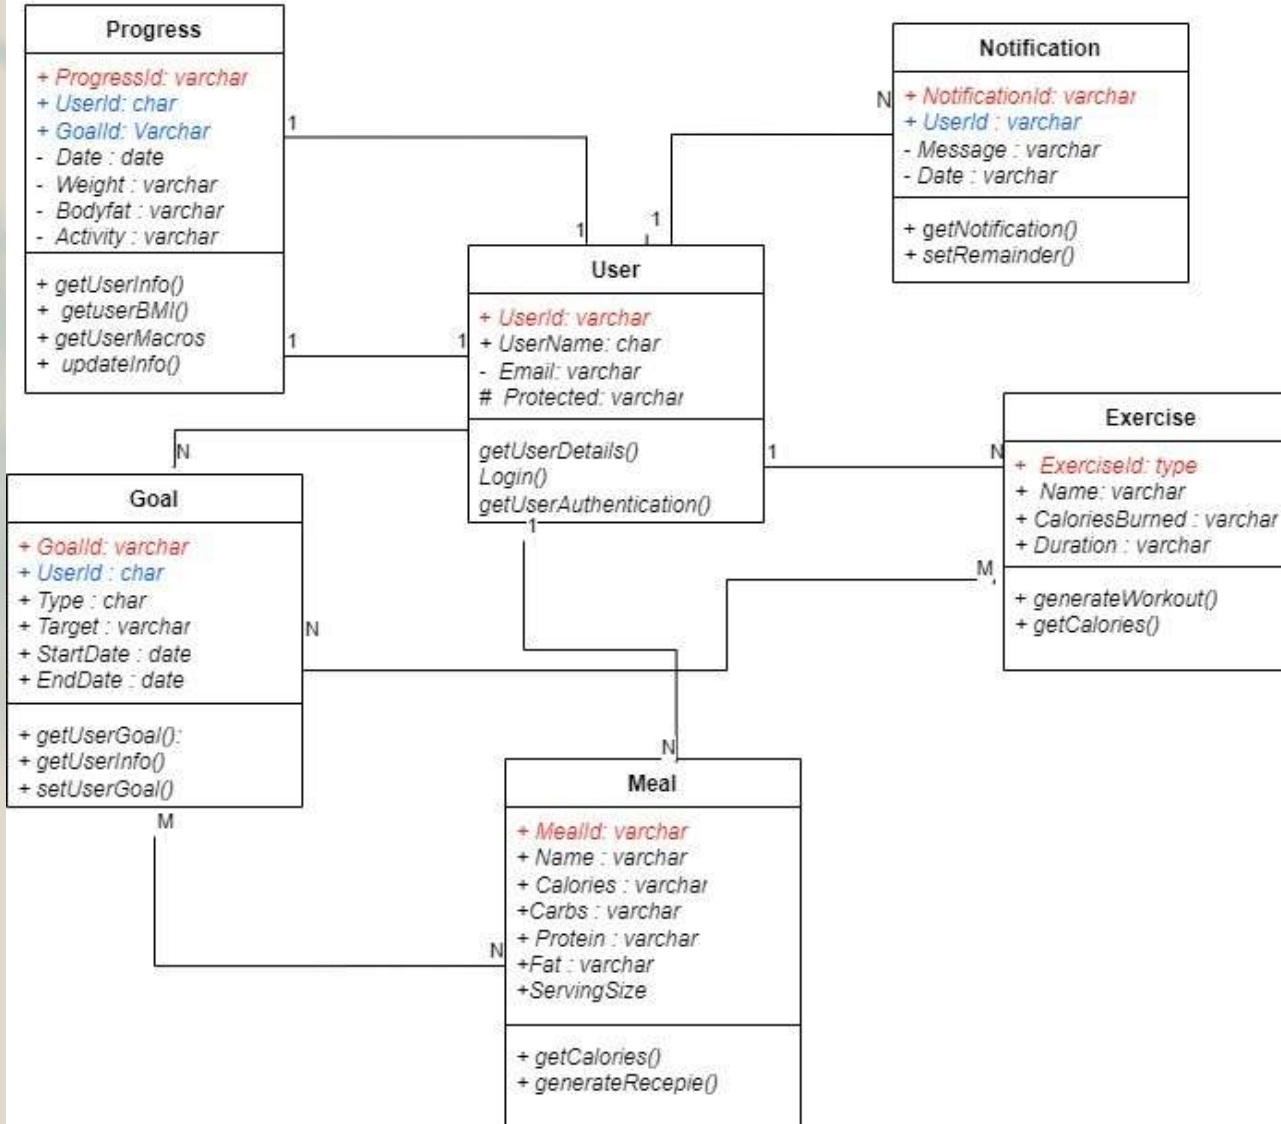 Progress
+ ProgressId: varchar
+ UserId: char
+ GoalId: Varchar
- Date : date
- Weight : varchar
- Bodyfat : varchar
- Activity : varchar
+ getUserInfo()
+ getuserBMI()
+ getUserMacros
+ updateInfo()
1
1
1
1
Notification
N
+ NotificationId: varchar
+ UserId : varchar
- Message : varchar
- Date : varchar
+ getNotification()
+ setRemainder()
1
User
+ UserId: varchar
+ UserName: char
- Email: varchar
# Protected: varchar
getUserDetails()
Login()
getUserAuthentication()
1
1
N
Exercise
+ ExerciseId: type
+ Name: varchar
+ CaloriesBurned : varchar
+ Duration : varchar
+ generateWorkout()
+ getCalories()
M
N
Goal
+ GoalId: varchar
+ UserId : char
+ Type : char
+ Target : varchar
+ StartDate : date
+ EndDate : date
+ getUserGoal():
+ getUserInfo()
+ setUserGoal()
N
M
N
Meal
+ MealId: varchar
+ Name : varchar
+ Calories : varchar
+Carbs : varchar
+ Protein : varchar
+Fat : varchar
+ServingSize
+ getCalories()
+ generateRecepie()
N